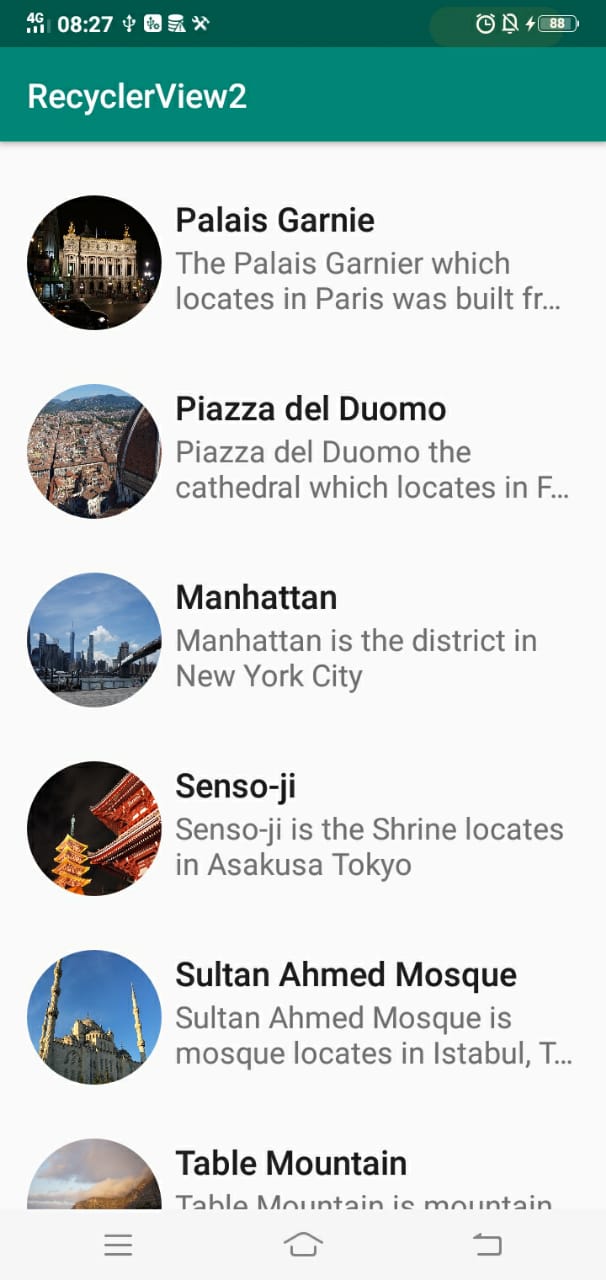 4G 08:27 88
RecyclerView2
Palais Garnie
The Palais Garnier which
locates in Paris was built fr...
Piazza del Duomo
Piazza del Duomo the
cathedral which locates in F...
Manhattan
Manhattan is the district in
New York City
Senso-ji
Senso-ji is the Shrine locates
in Asakusa Tokyo
Sultan Ahmed Mosque
Sultan Ahmed Mosque is
mosque locates in Istabul, T...
Table Mountain
Table Mountain is mountain